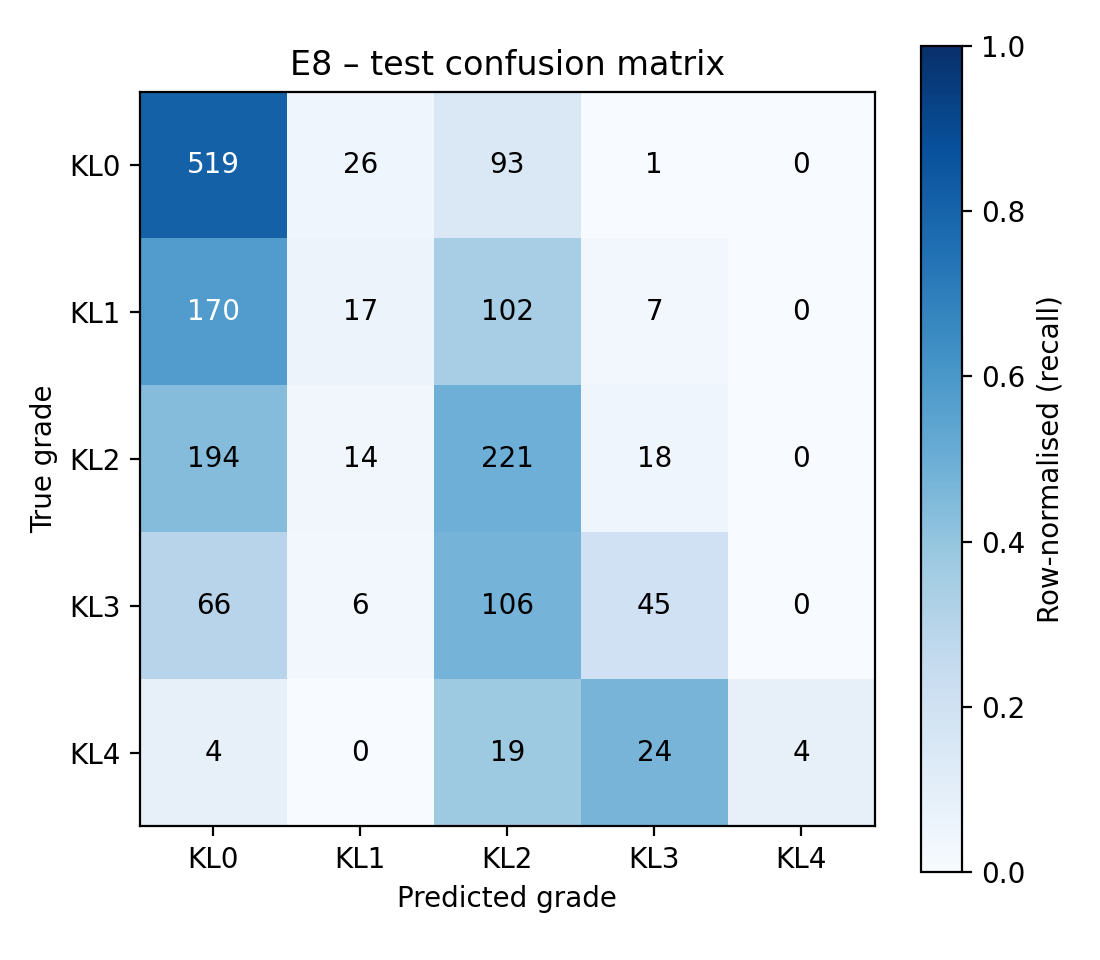 E8 – test confusion matrix
1.0
KL0 519 26 93 1 0
0.8
KL1 170 17 102 7 0
0.6
KL2 194 14 221 18 0
0.4
KL3 66 6 106 45 0
0.2
KL4 4 0 19 24 4
0.0
KL0 KL1 KL2 KL3 KL4
Predicted grade
True grade
Row-normalised (recall)